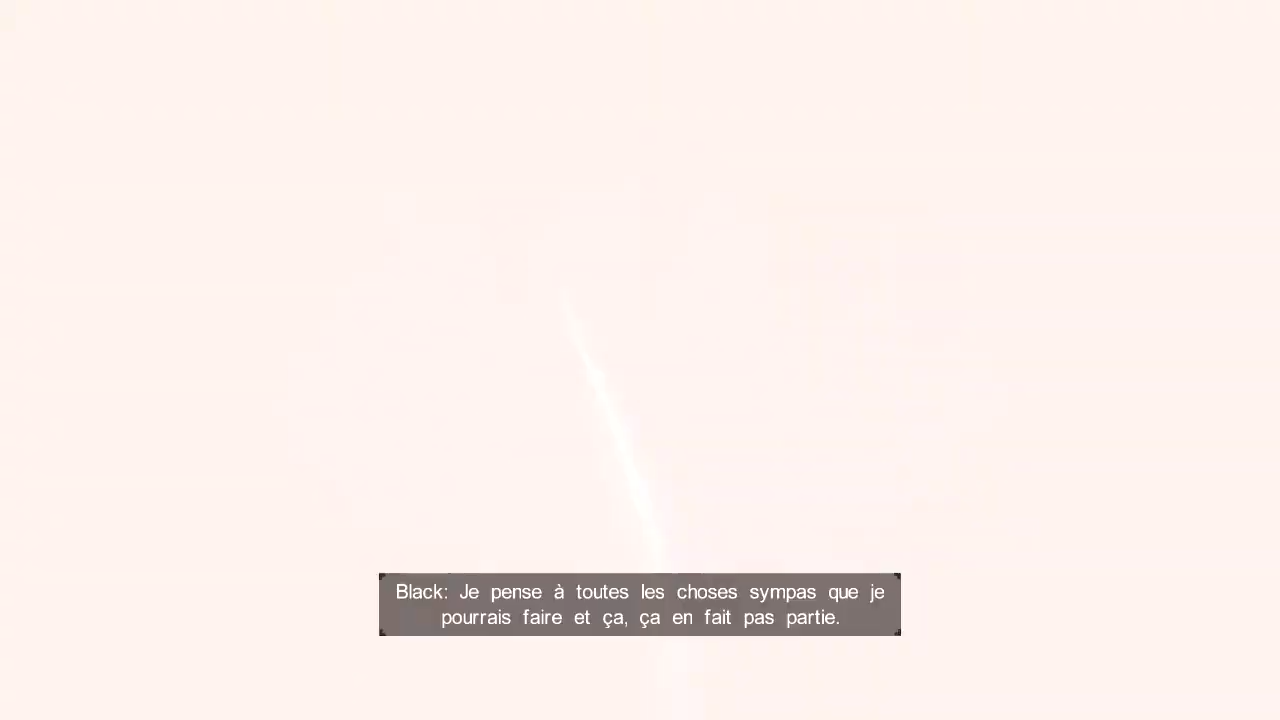 Black: Je pense à toutes les choses sympas que je
pourrais faire et ça, ça en fait pas partie.